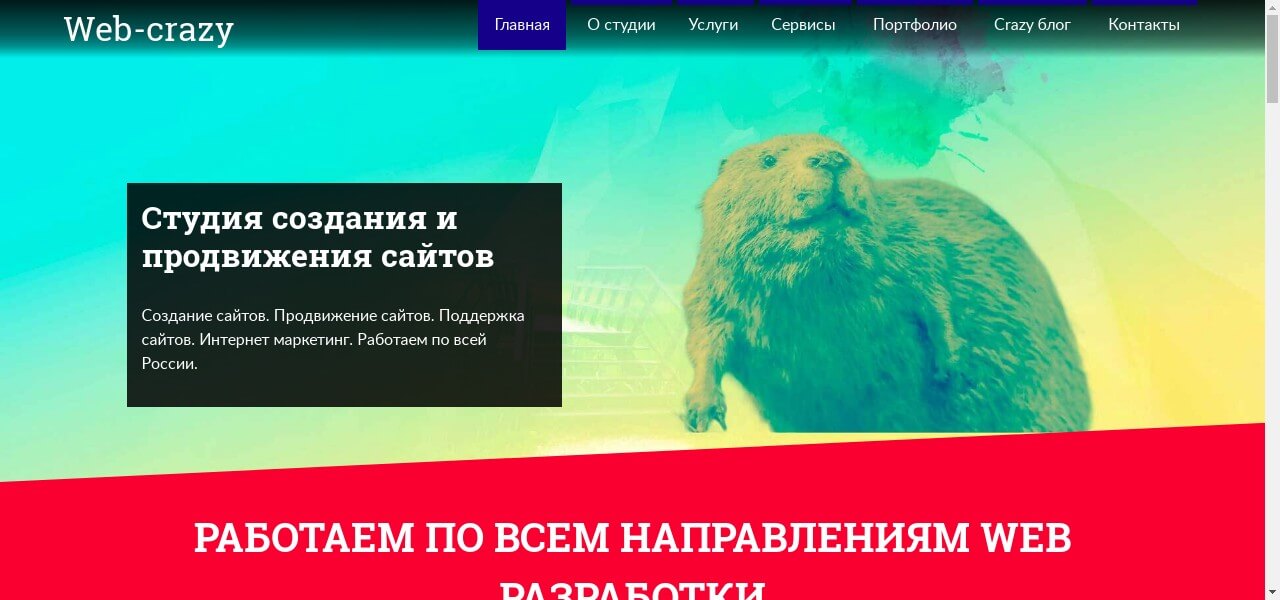 Web-crazy
Главная
О студии
Услуги
Сервисы
Портфолио
Crazy блог
Контакты
Студия создания и
продвижения сайтов
Создание сайтов. Продвижение сайтов. Поддержка
сайтов. Интернет маркетинг. Работаем по всей
России.
РАБОТАЕМ ПО ВСЕМ НАПРАВЛЕНИЯМ WEB
РАЗРАБОТКИ